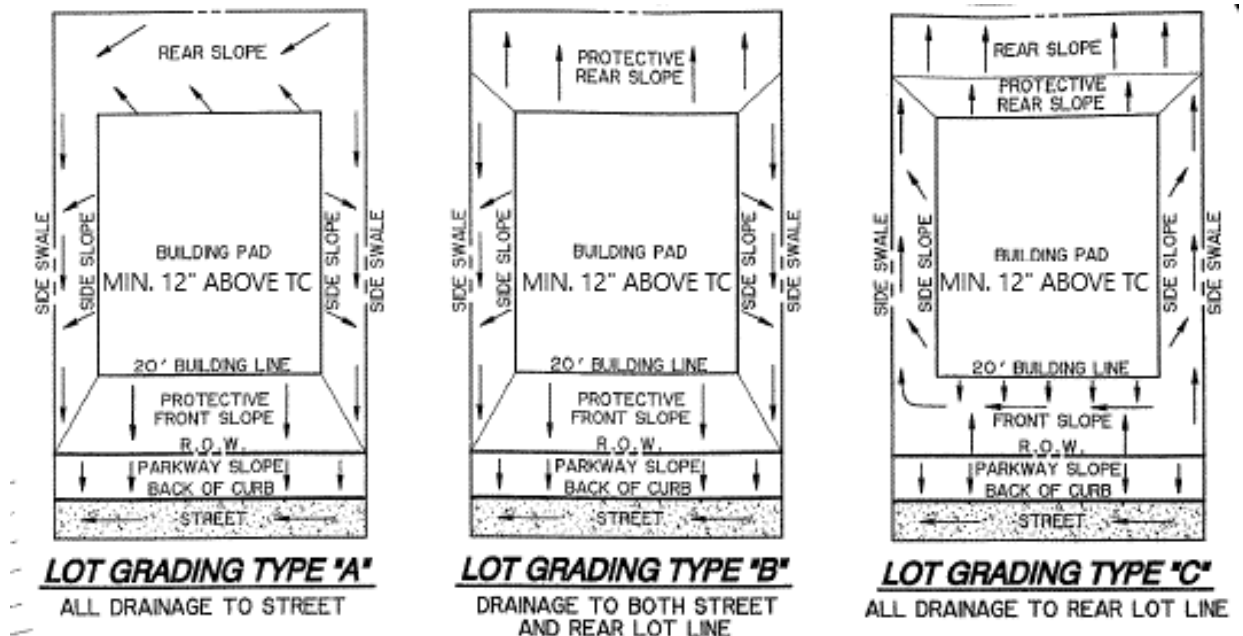 REAR SLOPE
SIDE SWALE
SIDE SLOPE
BUILDING PAD
MIN. 12" ABOVE TC
SIDE SLOPE
SIDE SWALE
20' BUILDING LINE
PROTECTIVE
FRONT SLOPE
R.O.W.
PARKWAY SLOPE
BACK OF CURB
STREET
LOT GRADING TYPE "A"
ALL DRAINAGE TO STREET
PROTECTIVE
REAR SLOPE
SIDE SWALE
SIDE SLOPE
BUILDING PAD
MIN. 12" ABOVE TC
SIDE SLOPE
SIDE SWALE
20' BUILDING LINE
PROTECTIVE
FRONT SLOPE
R.O.W.
PARKWAY SLOPE
BACK OF CURB
STREET
LOT GRADING TYPE "B"
DRAINAGE TO BOTH STREET
AND REAR LOT LINE
REAR SLOPE
PROTECTIVE
REAR SLOPE
SIDE SWALE
SIDE SLOPE
BUILDING PAD
MIN. 12" ABOVE TC
SIDE SLOPE
SIDE SWALE
20' BUILDING LINE
FRONT SLOPE
R.O.W.
PARKWAY SLOPE
BACK OF CURB
STREET
LOT GRADING TYPE "C"
ALL DRAINAGE TO REAR LOT LINE